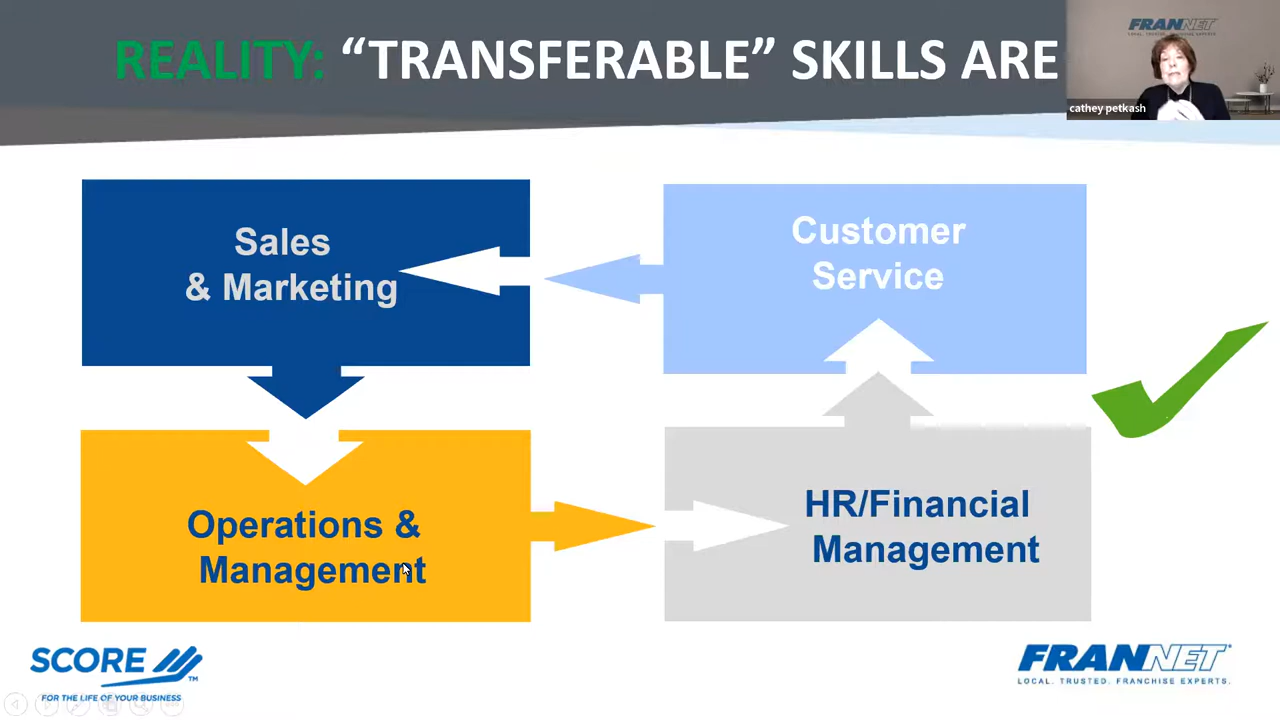 REALITY: “TRANSFERABLE” SKILLS ARE
FRANNET
cathey petkash
Sales
& Marketing
Customer
Service
Operations &
Management
HR/Financial
Management
SCORE
TM
FOR THE LIFE OF YOUR BUSINESS
FRANNET
LOCAL. TRUSTED. FRANCHISE EXPERTS.